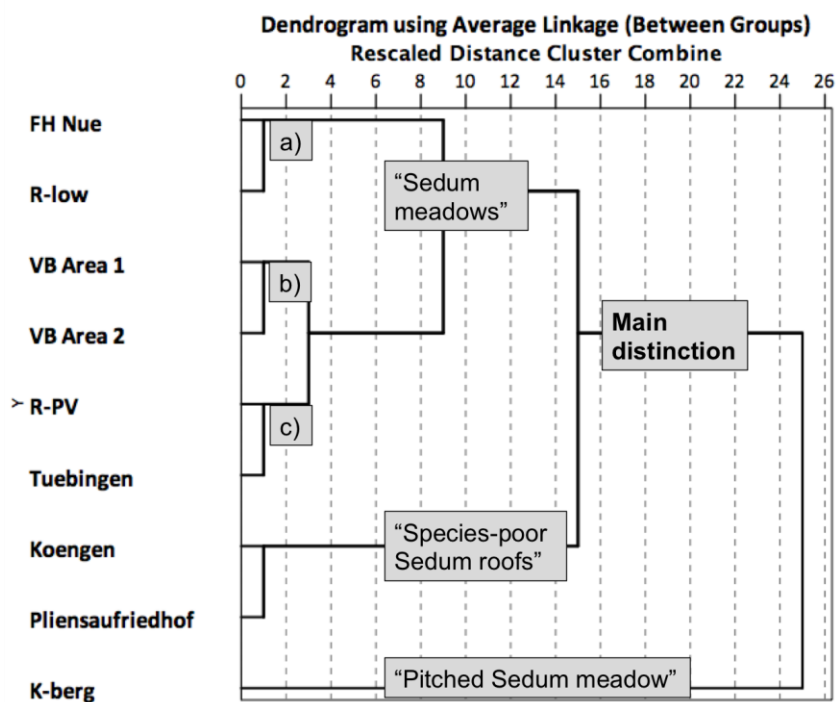 Dendrogram using Average Linkage (Between Groups)
Rescaled Distance Cluster Combine
0 2 4 6 8 10 12 14 16 18 20 22 24 26
FH Nue
a)
R-low
“Sedum
meadows”
VB Area 1
b)
VB Area 2
Main
distinction
Y
R-PV
c)
Tuebingen
Koengen
“Species-poor
Sedum roofs”
Pliensaufriedhof
K-berg
“Pitched Sedum meadow”